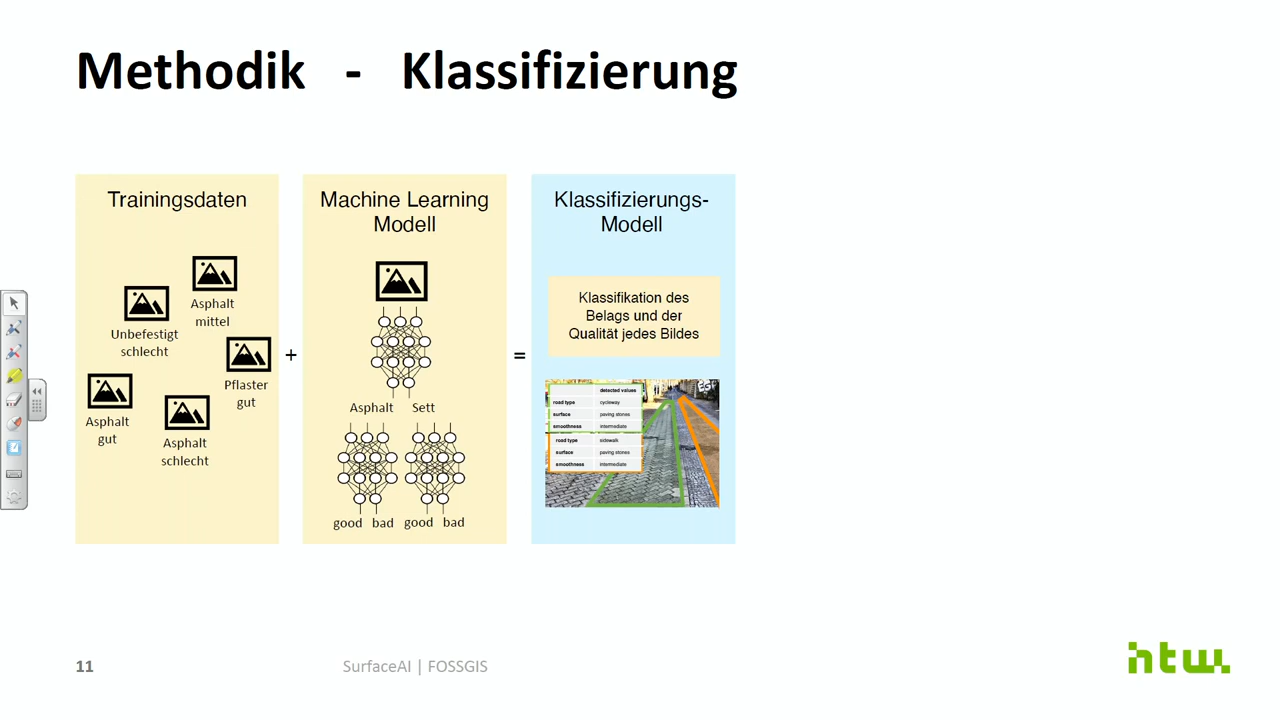 Methodik - Klassifizierung
Trainingsdaten
Asphalt
mittel
Unbefestigt
schlecht
Pflaster
gut
Asphalt
gut
Asphalt
schlecht
+
Machine Learning
Modell
Asphalt Sett
good bad good bad
=
Klassifizierungs-
Modell
Klassifikation des
Belags und der
Qualität jedes Bildes
detected values
road type cycleway
surface paving stones
smoothness intermediate
road type sidewalk
surface paving stones
smoothness intermediate
11
SurfaceAI | FOSSGIS
htw.